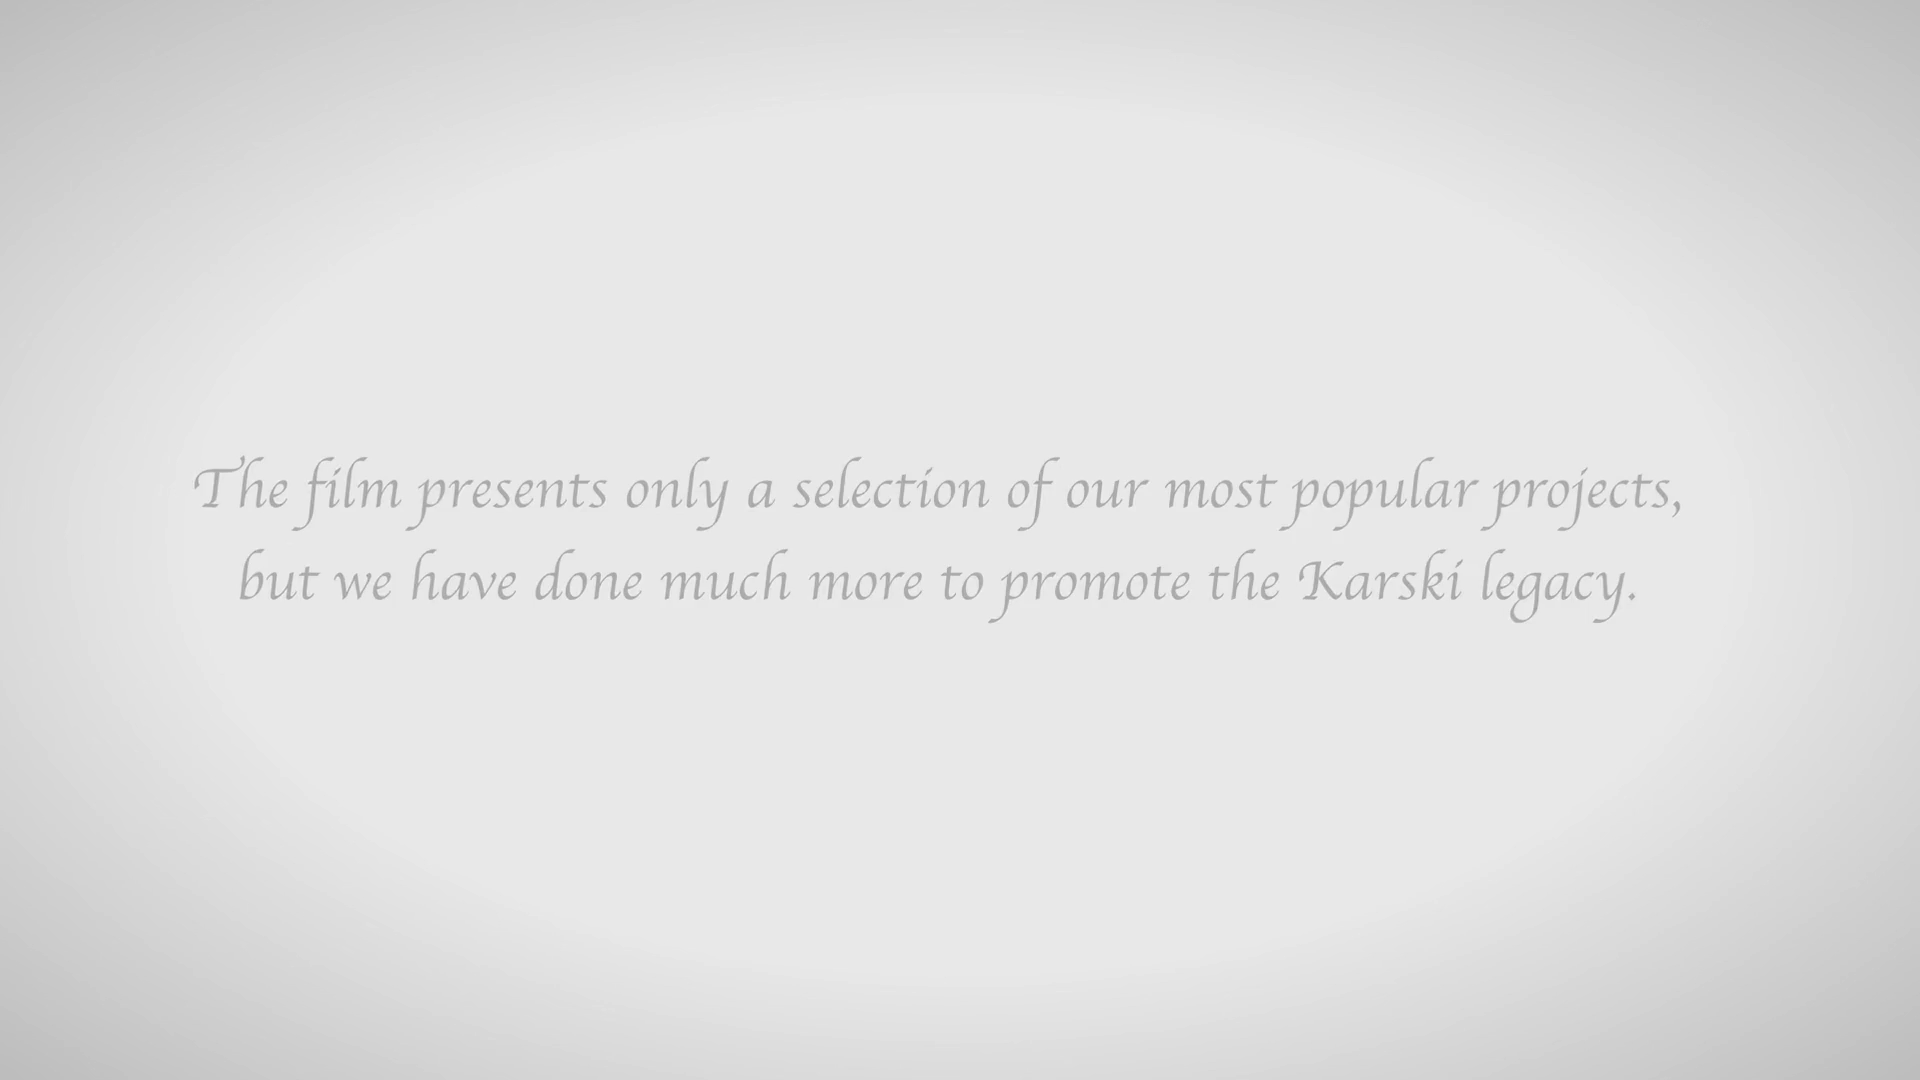 The film presents only a selection of our most popular projects,
but we have done much more to promote the Karski legacy.